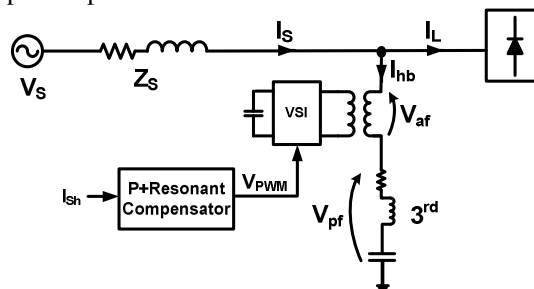 I_S
I_L
V_S
Z_S
I_hb
VSI
V_af
V_PWM
I_Sh
P+Resonant
Compensator
V_pf
3^rd